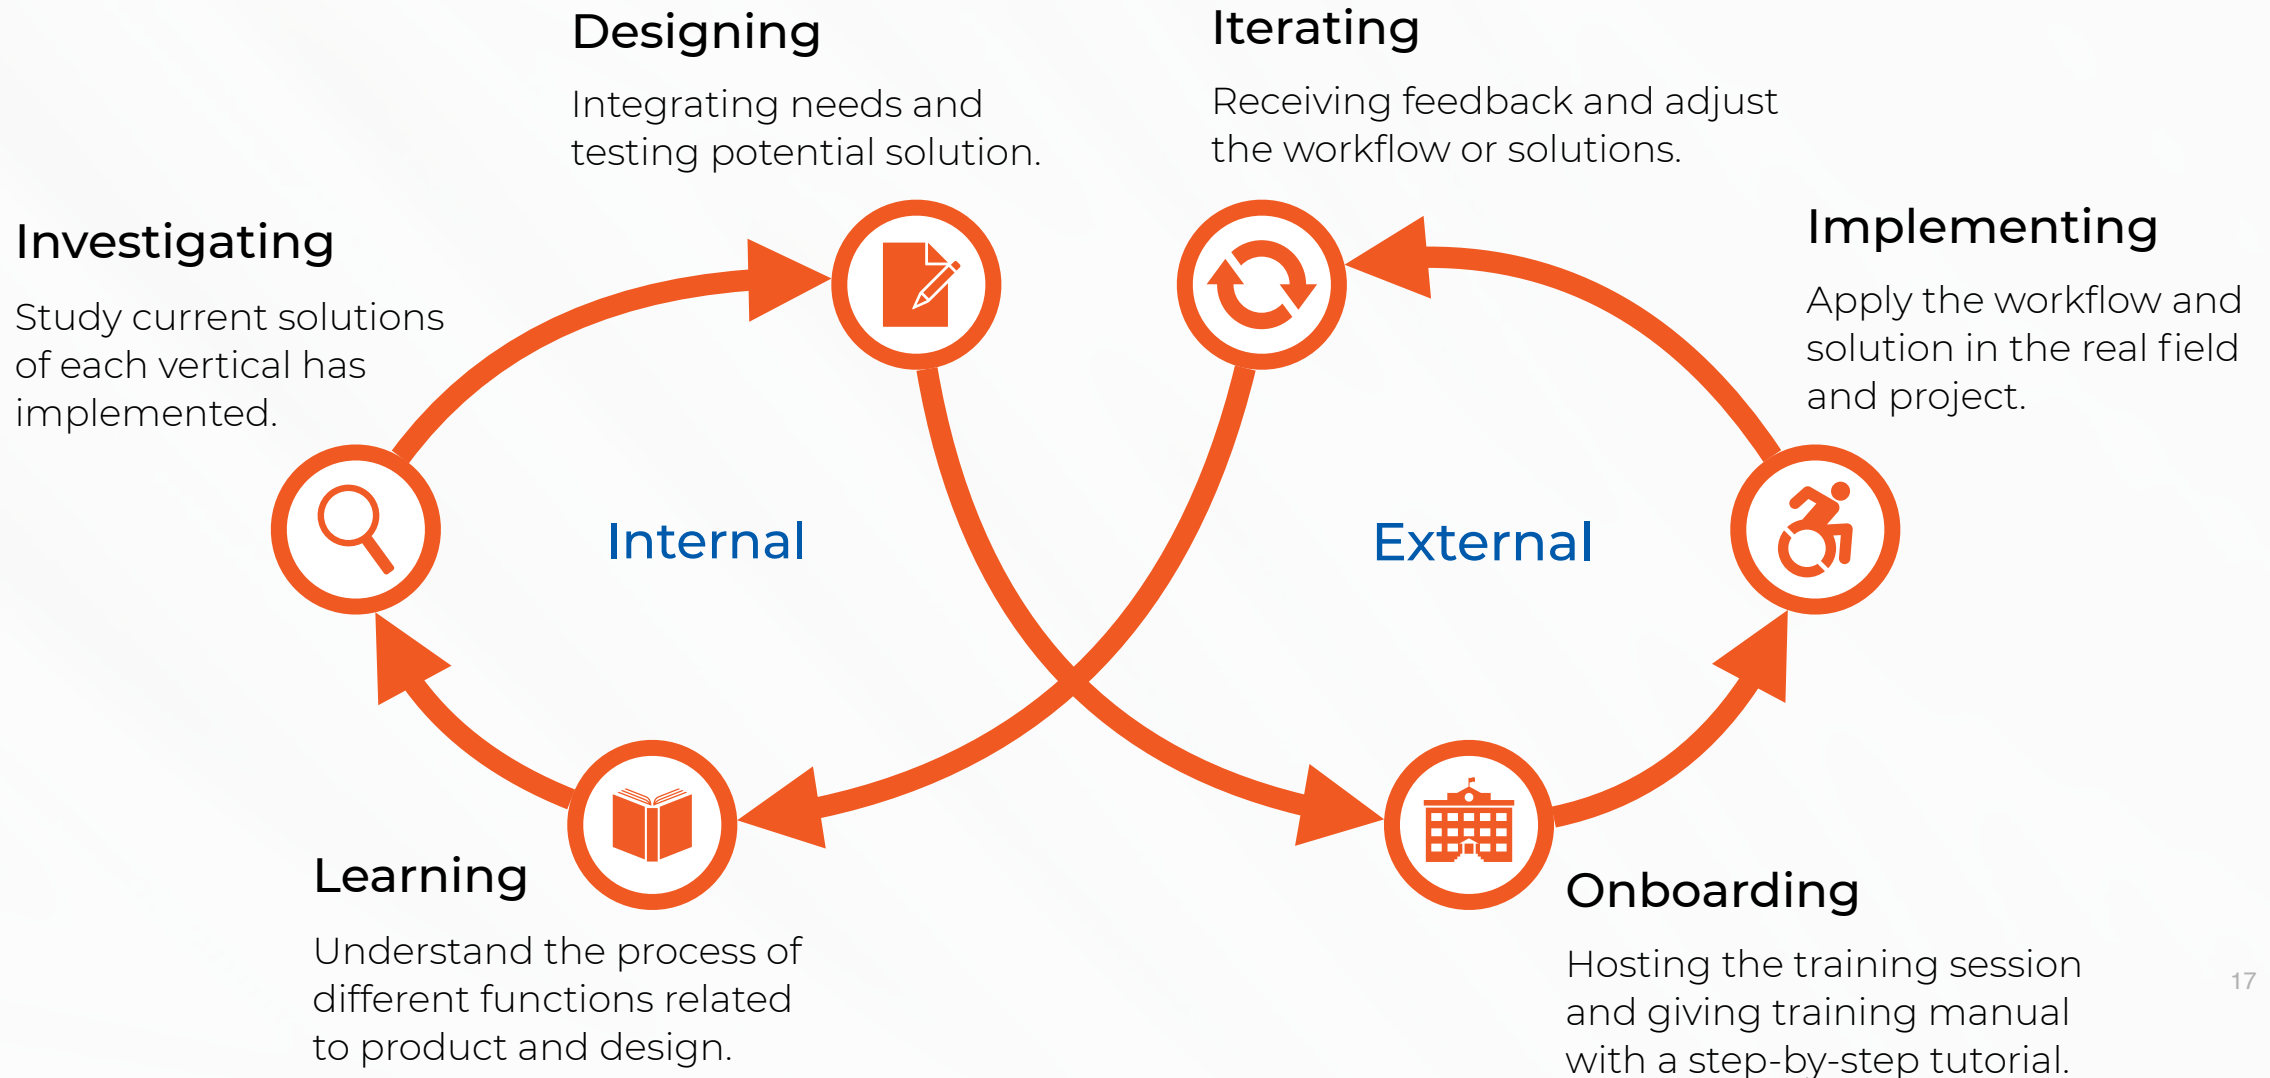 Designing
Integrating needs and
testing potential solution.
Iterating
Receiving feedback and adjust
the workflow or solutions.
Investigating
Study current solutions
of each vertical has
implemented.
Implementing
Apply the workflow and
solution in the real field
and project.
Internal
External
Learning
Understand the process of
different functions related
to product and design.
Onboarding
Hosting the training session
and giving training manual
with a step-by-step tutorial.
17